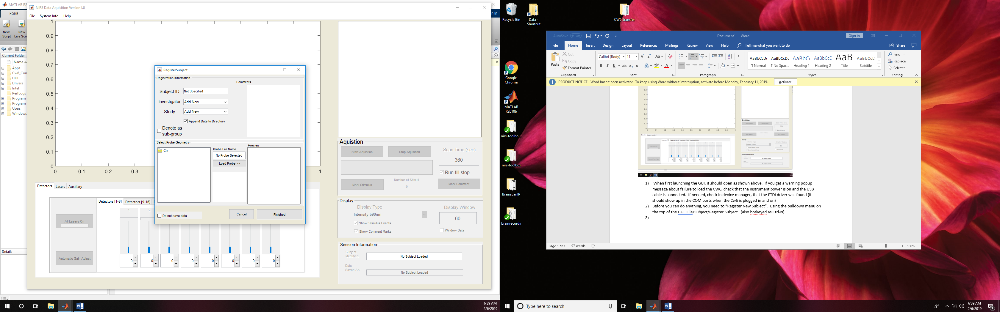 MATLAB R2
NIRS Data Aquisition Version I.0
File System Info Help
HOME
n In
New Script
New Live Scri
Current Folder
Name
Apps
Cw6_Con
Dell
Drivers
Intel
PerfLogs
Program
Program
Users
Windows
Details
1
0.9
0.8
0.7
0.6
0.5
0.4
0.3
0.2
0.1
0
0 0.1 0.2 0.3 1
RegisterSubject
Registration Information
Comments
Subject ID Not Specified
Investigator Add New
Study Add New
Append Date to Directory
Denote as
sub-group
Select Probe Geometry
C:\
Probe File Name
No Probe Selected
Load Probe >>
Preview
Do not save data
Cancel
Finished
Detectors Lasers Auxillary
Detectors [1-8] Detectors [9-16]
1 2
All Lasers On
Automatic Gain Adjust
0 0 0 0 0 0 0 0
Aquistion
Start Aquistion
Stop Aquistion
Scan Time (sec)
360
Run till stop
Mark Stimulus
Number of Stimuli
0
Mark Comment
Display
Display Type
Intensity 690nm
Show Stimulus Events
Show Comment Marks
Display Window
60
Window Data
Session Information
Subject
Identifier:
No Subject Loaded
Data
Saved As:
No Subject Loaded
6:39 AM
2/6/2019
Recycle Bin
Data -
Shortcut
CW6_transfer
Google
Chrome
MATLAB
R2018b
nirs-toolbo...
nirs-toolbox
BrainscanIR
brainrecordir
AutoSave Off
Document1 - Word
Sign in
File Home Insert Design Layout References Mailings Review View Help Tell me what you want to do
Share
Paste
Cut
Copy
Format Painter
Clipboard
Calibri (Body) 11
Font
Paragraph
AaBbCcDc AaBbCcDc AaBbC AaBbCcE AaB AaBbCcC
¶ Normal ¶ No Spac... Heading 1 Heading 2 Title Subtitle
Styles
Find
Replace
Select
Editing
PRODUCT NOTICE Word hasn't been activated. To keep using Word without interruption, activate before Monday, February 11, 2019. Activate
1) When first launching the GUI, it should open as shown above. If you get a warning popup
message about failure to load the CW6, check that the instrument power is on and the USB
cable is connected. If needed, check in device manager, that the FTDI driver was found (it
should show up in the COM ports when the Cw6 is plugged in and on)
2) Before you can do anything, you need to “Register New Subject”. Using the pulldown menu on
the top of the GUI File/Subject/Register Subject (also hotkeyed as Ctrl-N)
3)
Page 1 of 1 97 words
100%
Type here to search
6:39 AM
2/6/2019